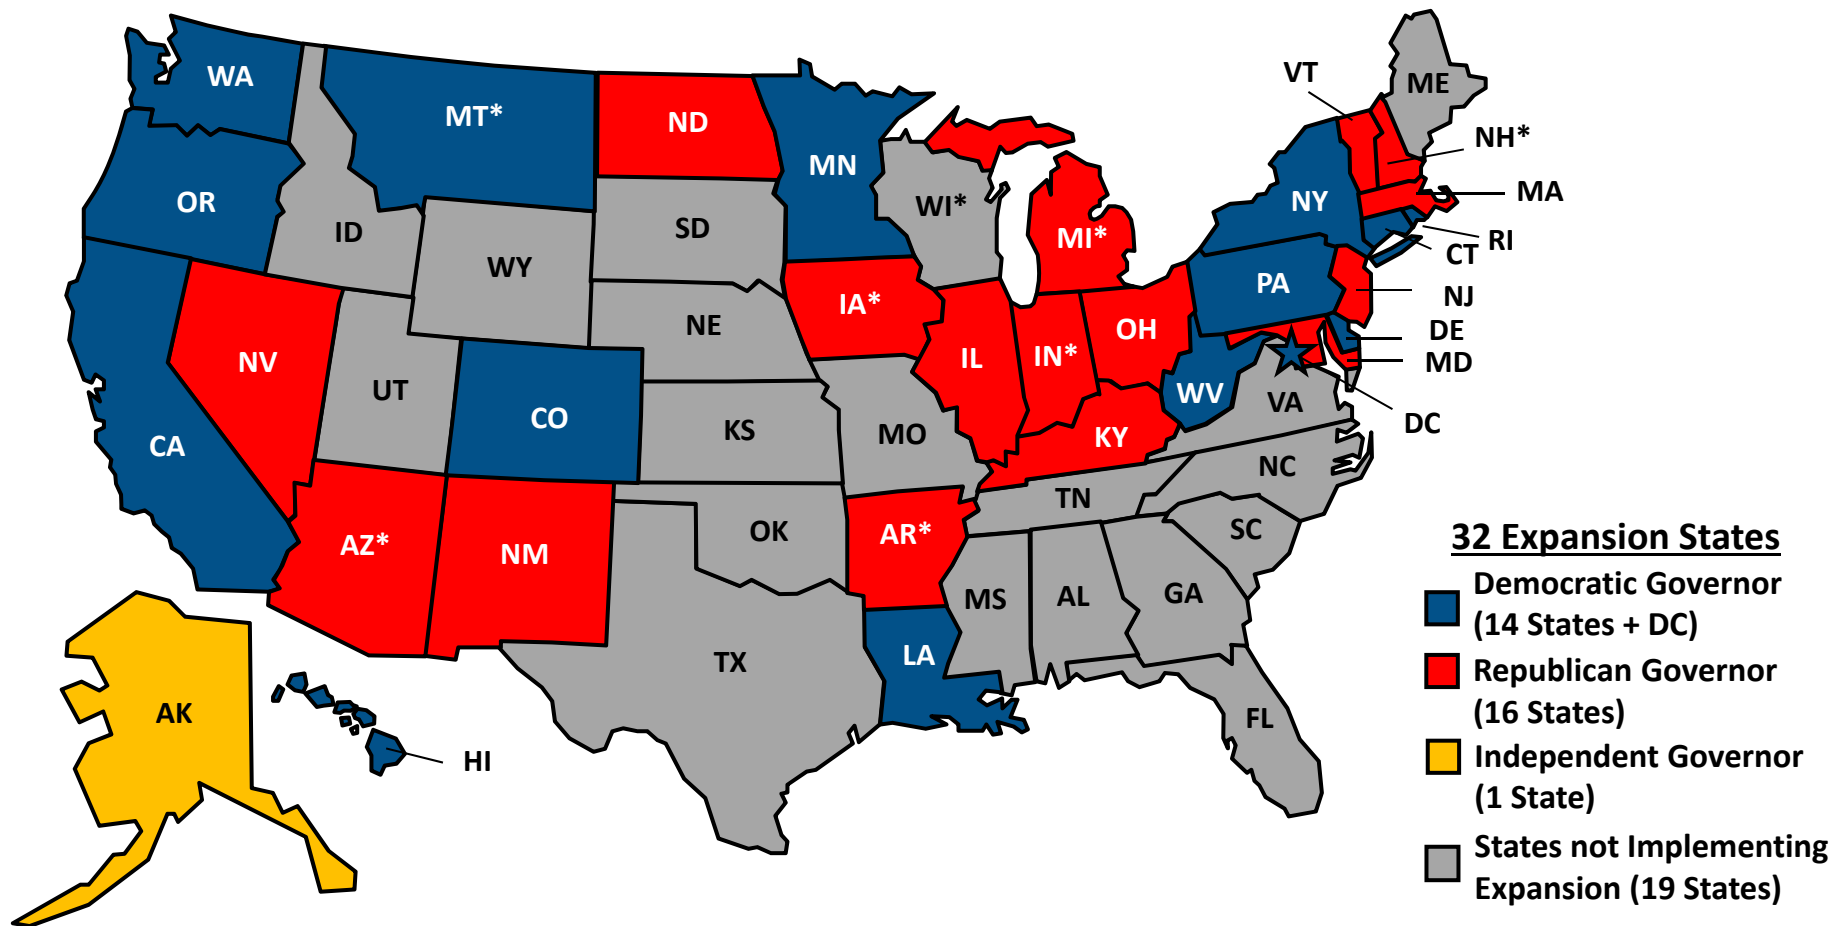 WA
MT*
ND
MN
VT
ME
NH*
MA
OR
ID
WY
SD
WI*
MI*
NY
RI
CT
PA
NJ
DE
MD
DC
NV
UT
CO
NE
IA*
IL
IN*
OH
WV
VA
CA
KS
MO
KY
NC
TN
AZ*
NM
OK
AR*
SC
MS
AL
GA
TX
LA
FL
AK
HI
32 Expansion States
Democratic Governor
(14 States + DC)
Republican Governor
(16 States)
Independent Governor
(1 State)
States not Implementing
Expansion (19 States)